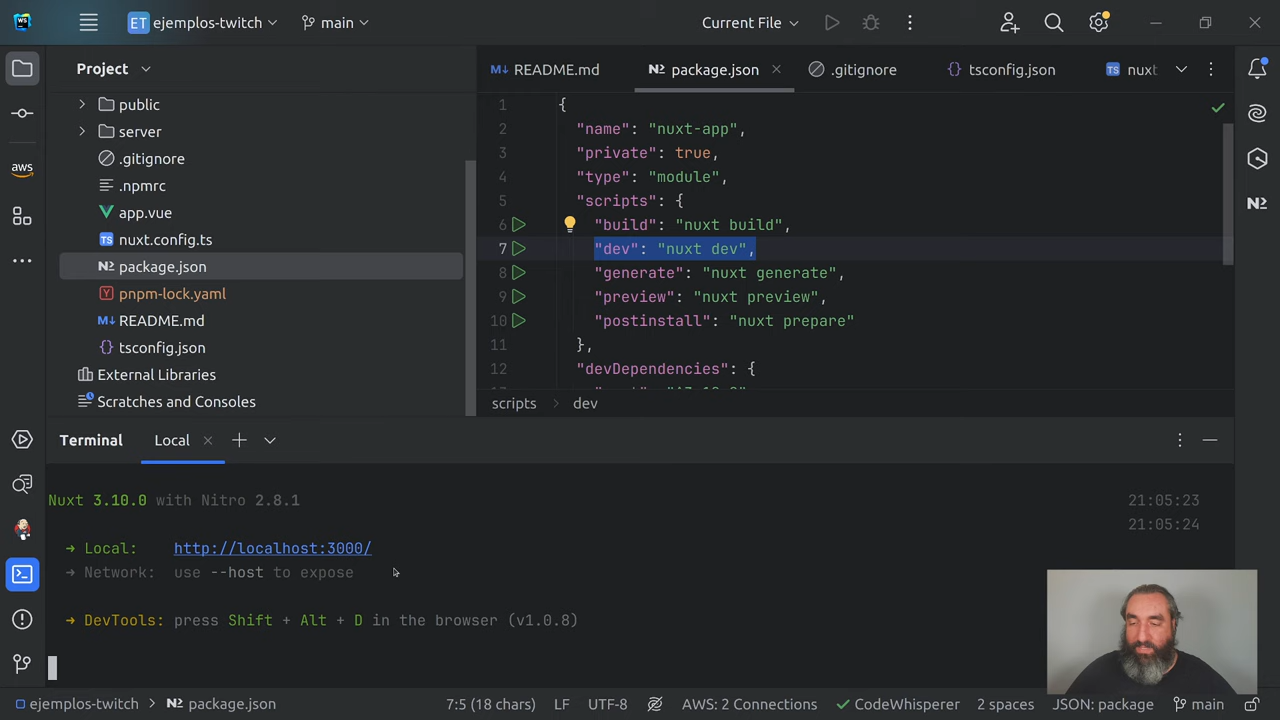 WS
ET ejemplos-twitch
main
Current File
Project
README.md
package.json
.gitignore
tsconfig.json
TS nuxt
public
server
.gitignore
.npmrc
app.vue
TS nuxt.config.ts
N2 package.json
Y pnpm-lock.yaml
M↓ README.md
{} tsconfig.json
External Libraries
Scratches and Consoles
aws
1 {
2 "name": "nuxt-app",
3 "private": true,
4 "type": "module",
5 "scripts": {
6 "build": "nuxt build",
7 "dev": "nuxt dev",
8 "generate": "nuxt generate",
9 "preview": "nuxt preview",
10 "postinstall": "nuxt prepare"
11 },
12 "devDependencies": {
scripts > dev
Terminal
Local
Nuxt 3.10.0 with Nitro 2.8.1
21:05:23
21:05:24
➜ Local: http://localhost:3000/
➜ Network: use --host to expose
➜ DevTools: press Shift + Alt + D in the browser (v1.0.8)
ejemplos-twitch > N2 package.json
7:5 (18 chars)
LF
UTF-8
AWS: 2 Connections
CodeWhisperer
2 spaces
JSON: package
main